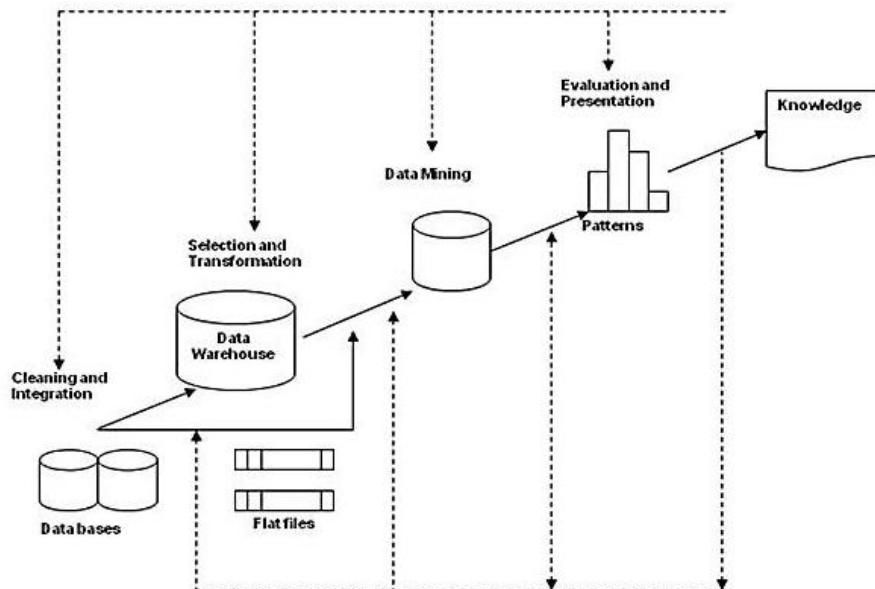 Evaluation and
Presentation
Knowledge
Data Mining
Patterns
Selection and
Transformation
Data
Warehouse
Cleaning and
Integration
Data bases
Flat files